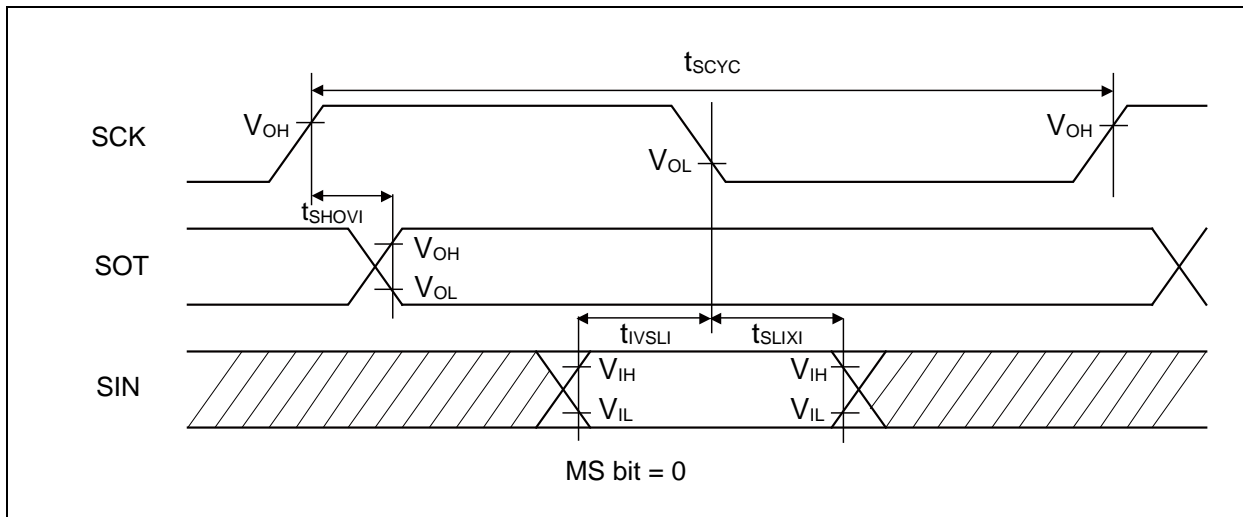 tSCYC
SCK
VOH
VOL
VOH
tSHOVI
SOT
VOH
VOL
tIVSLI
tSLIXI
SIN
VIH
VIL
VIH
VIL
MS bit = 0